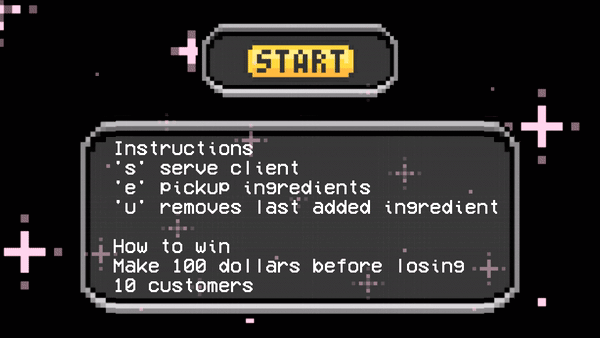 START
Instructions
's' serve client
'e' pickup ingredients
'u' removes last added ingredient
How to win
Make 100 dollars before losing
10 customers